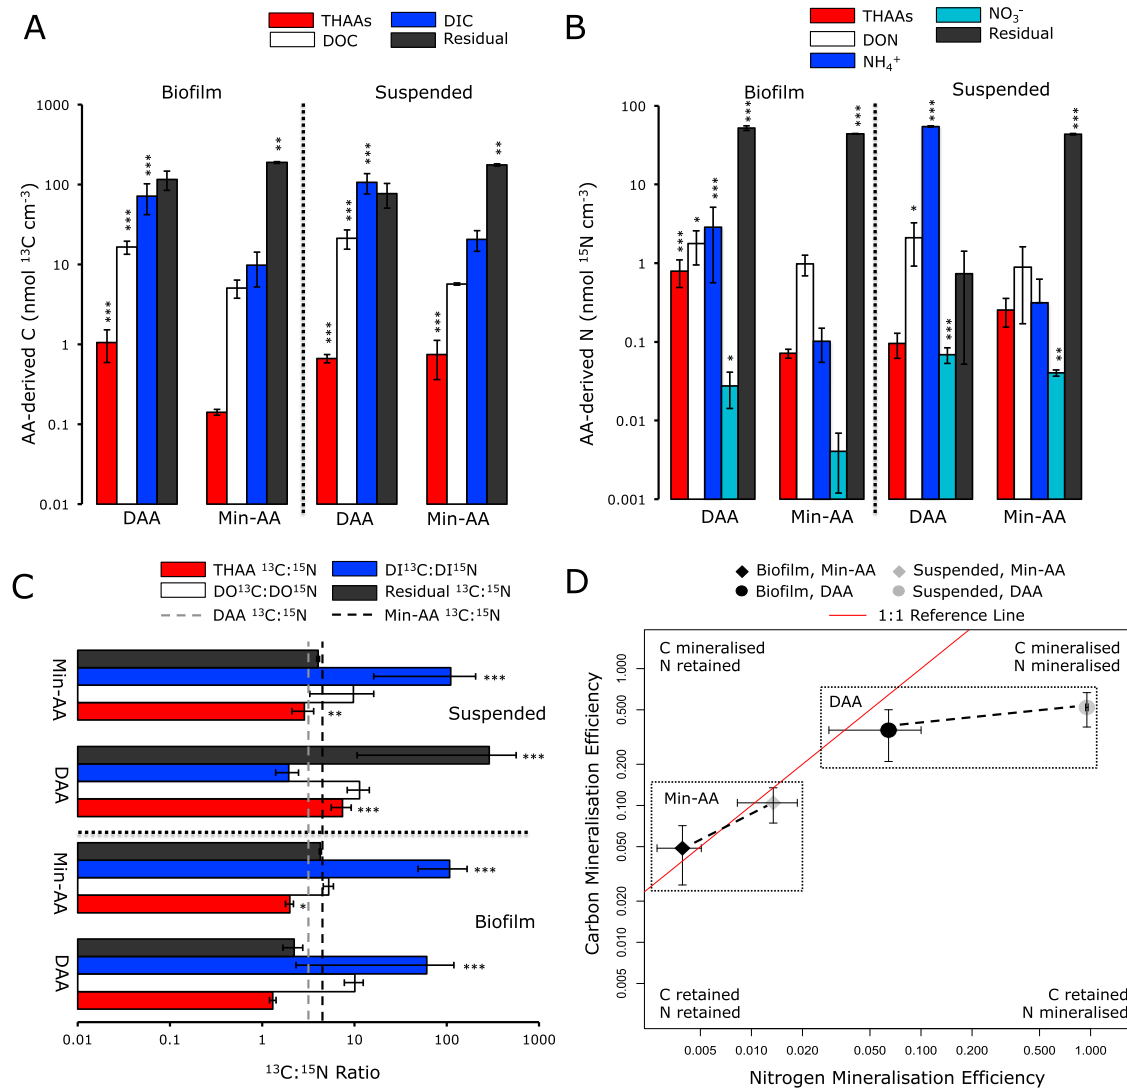 A
THAAs
DIC
DOC
Residual
Biofilm
Suspended
AA-derived C (nmol ¹³C cm⁻³)
1000
100
10
1
0.1
0.01
***
***
***
**
***
***
***
***
**
DAA
Min-AA
DAA
Min-AA
B
THAAs
NO₃⁻
DON
Residual
NH₄⁺
Biofilm
Suspended
AA-derived N (nmol ¹⁵N cm⁻³)
100
10
1
0.1
0.01
0.001
***
*
***
*
***
***
*
***
***
**
***
DAA
Min-AA
DAA
Min-AA
C
THAA ¹³C:¹⁵N
DI¹³C:DI¹⁵N
DO¹³C:DO¹⁵N
Residual ¹³C:¹⁵N
DAA ¹³C:¹⁵N
Min-AA ¹³C:¹⁵N
Min-AA
***
**
Suspended
DAA
***
***
Min-AA
***
*
Biofilm
DAA
***
0.01
0.1
1
10
100
1000
¹³C:¹⁵N Ratio
D
Biofilm, Min-AA
Suspended, Min-AA
Biofilm, DAA
Suspended, DAA
1:1 Reference Line
C mineralised
N retained
C mineralised
N mineralised
DAA
Min-AA
C retained
N retained
C retained
N mineralised
Carbon Mineralisation Efficiency
1.000
0.500
0.200
0.100
0.050
0.020
0.010
0.005
0.005
0.010
0.020
0.050
0.100
0.200
0.500
1.000
Nitrogen Mineralisation Efficiency